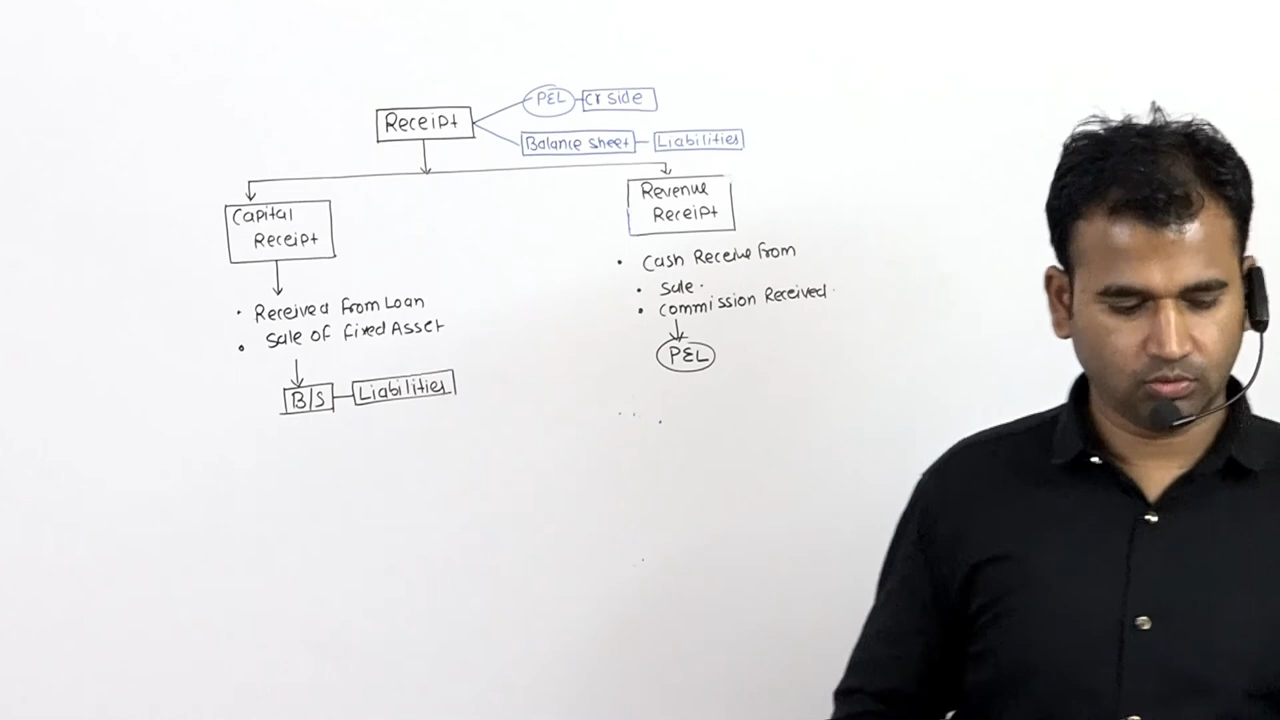 Receipt
P&L
Cr side
Balance sheet
Liabilities
Capital
Receipt
Revenue
Receipt
• Received from Loan
• Sale of fixed Asset
B/S
Liabilities
• Cash Receive from
• Sale.
• Commission Received.
P&L